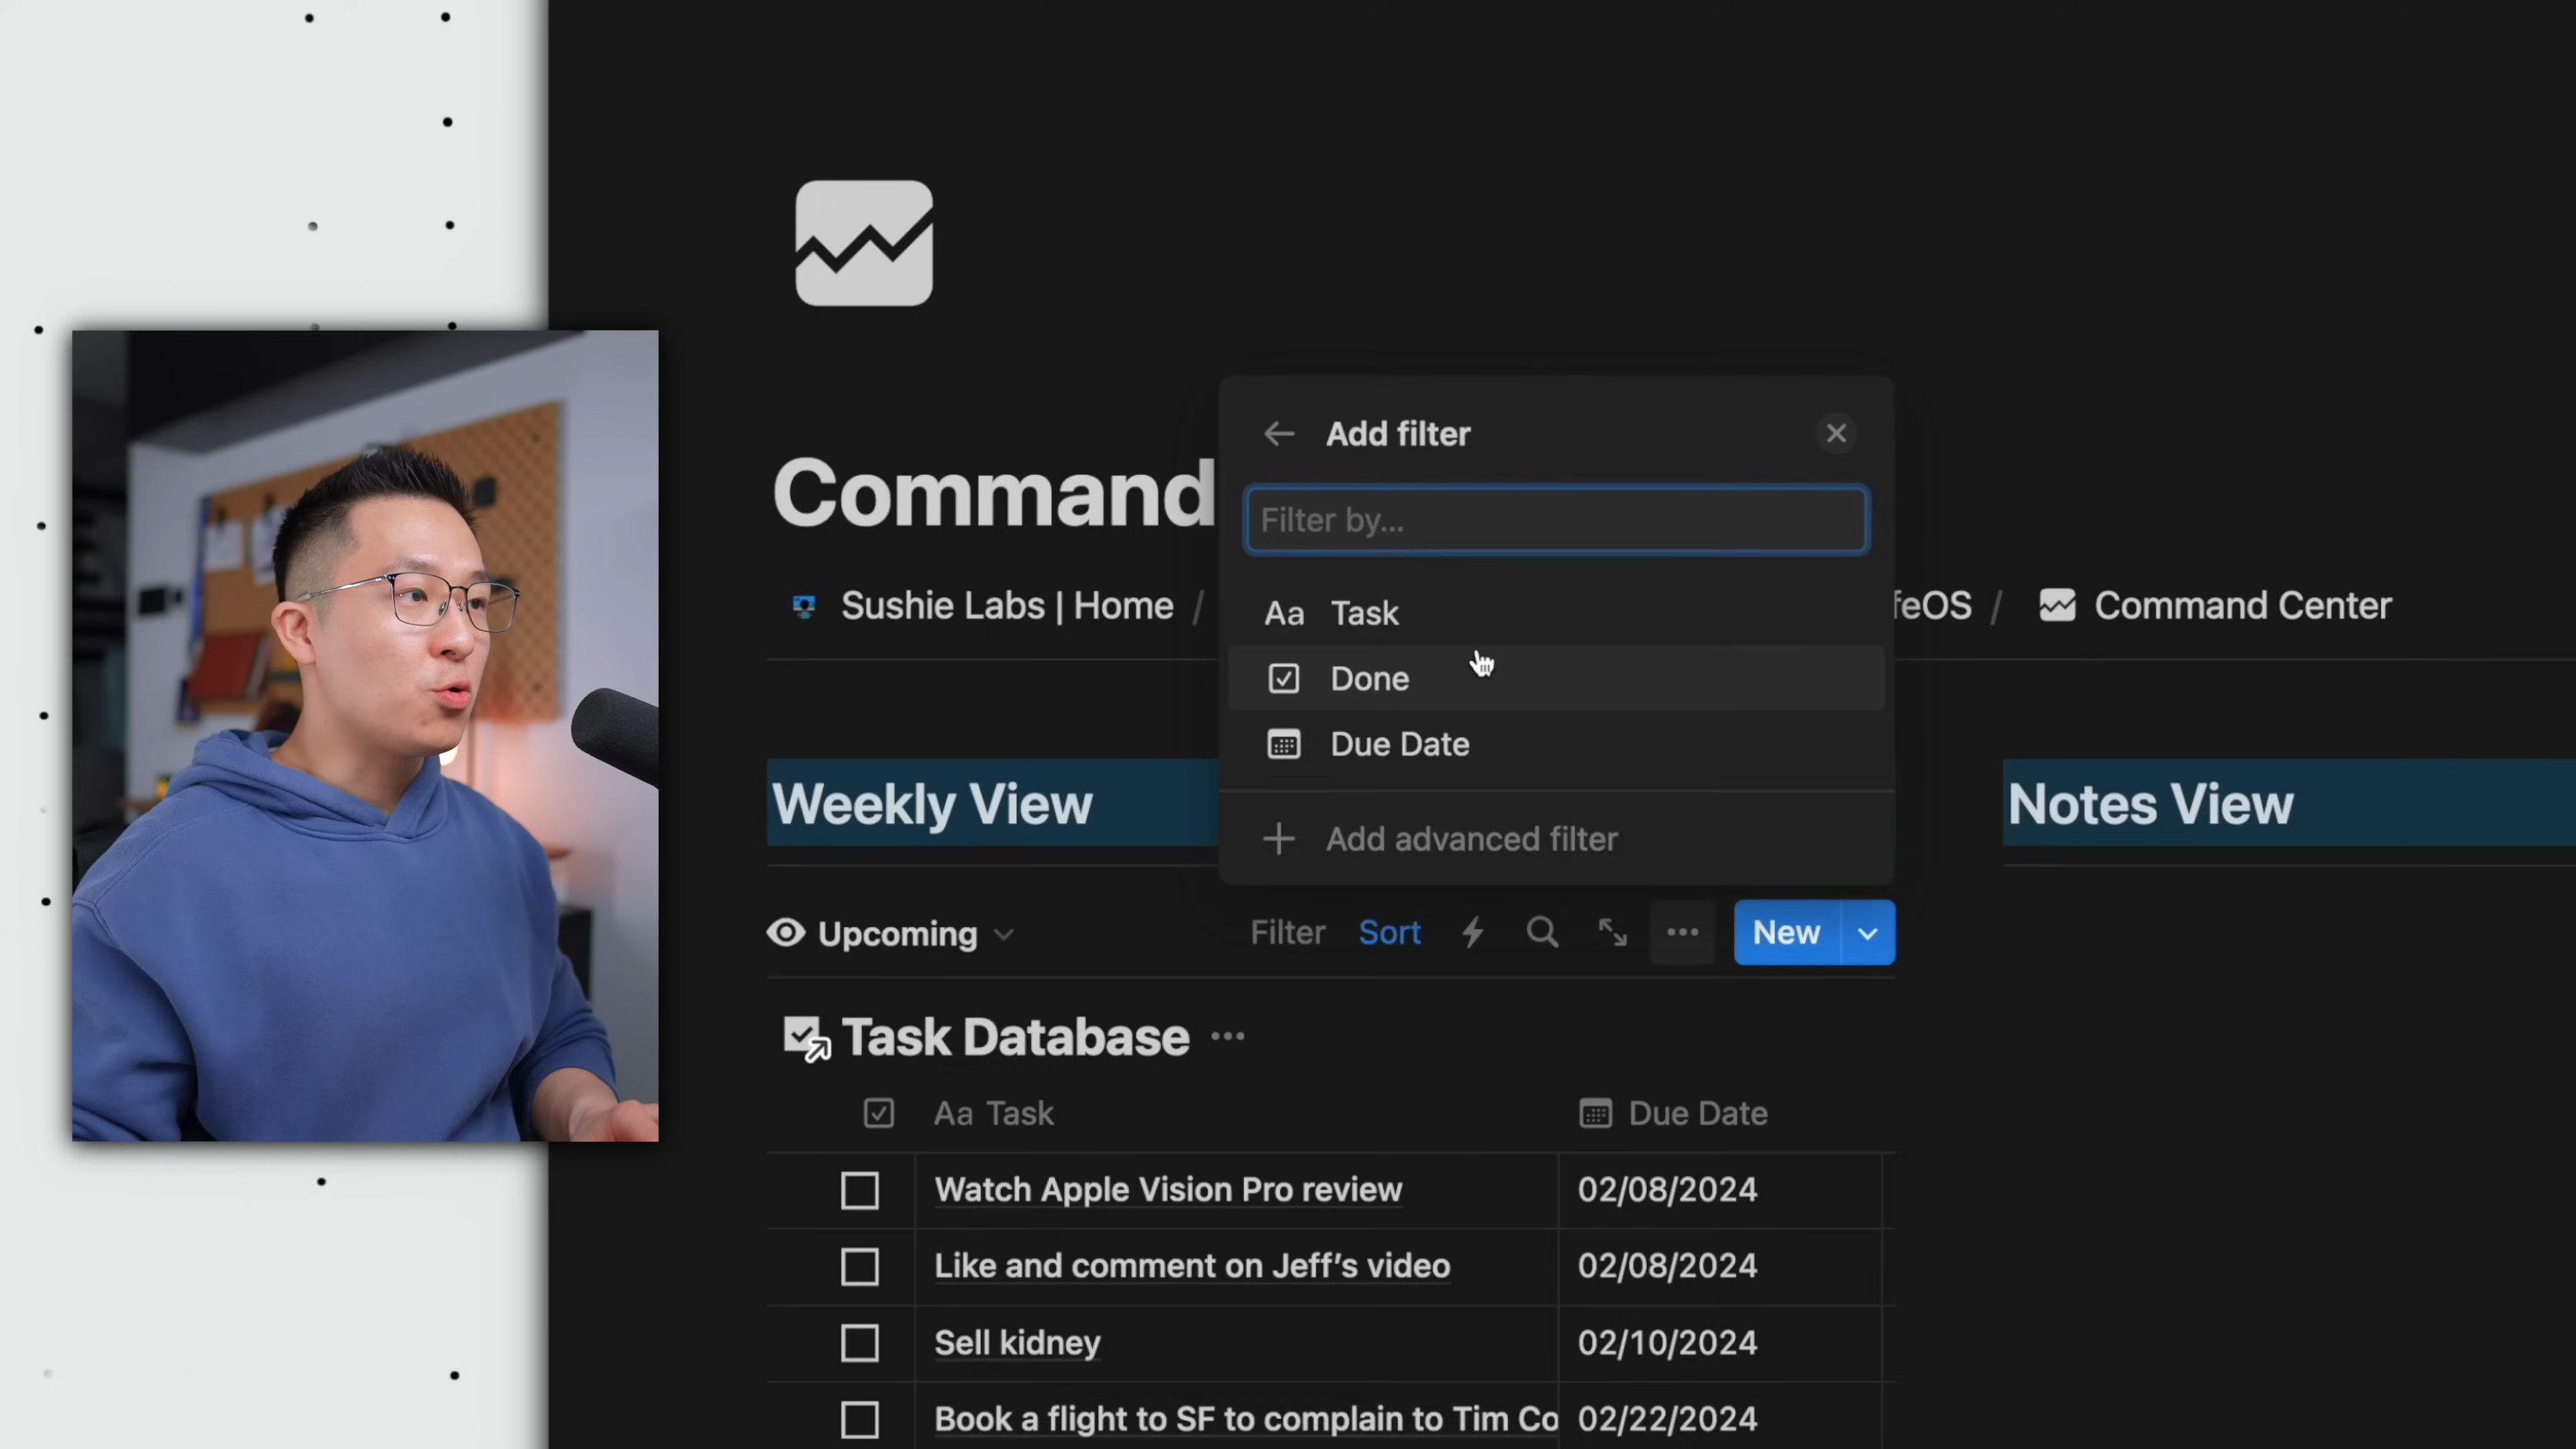 Add filter
Command
Filter by...
Sushie Labs | Home / feOS / Command Center
Aa Task
Done
Due Date
Weekly View
Notes View
Add advanced filter
Upcoming
Filter Sort New
Task Database
Aa Task Due Date
Watch Apple Vision Pro review 02/08/2024
Like and comment on Jeff's video 02/08/2024
Sell kidney 02/10/2024
Book a flight to SF to complain to Tim Co 02/22/2024